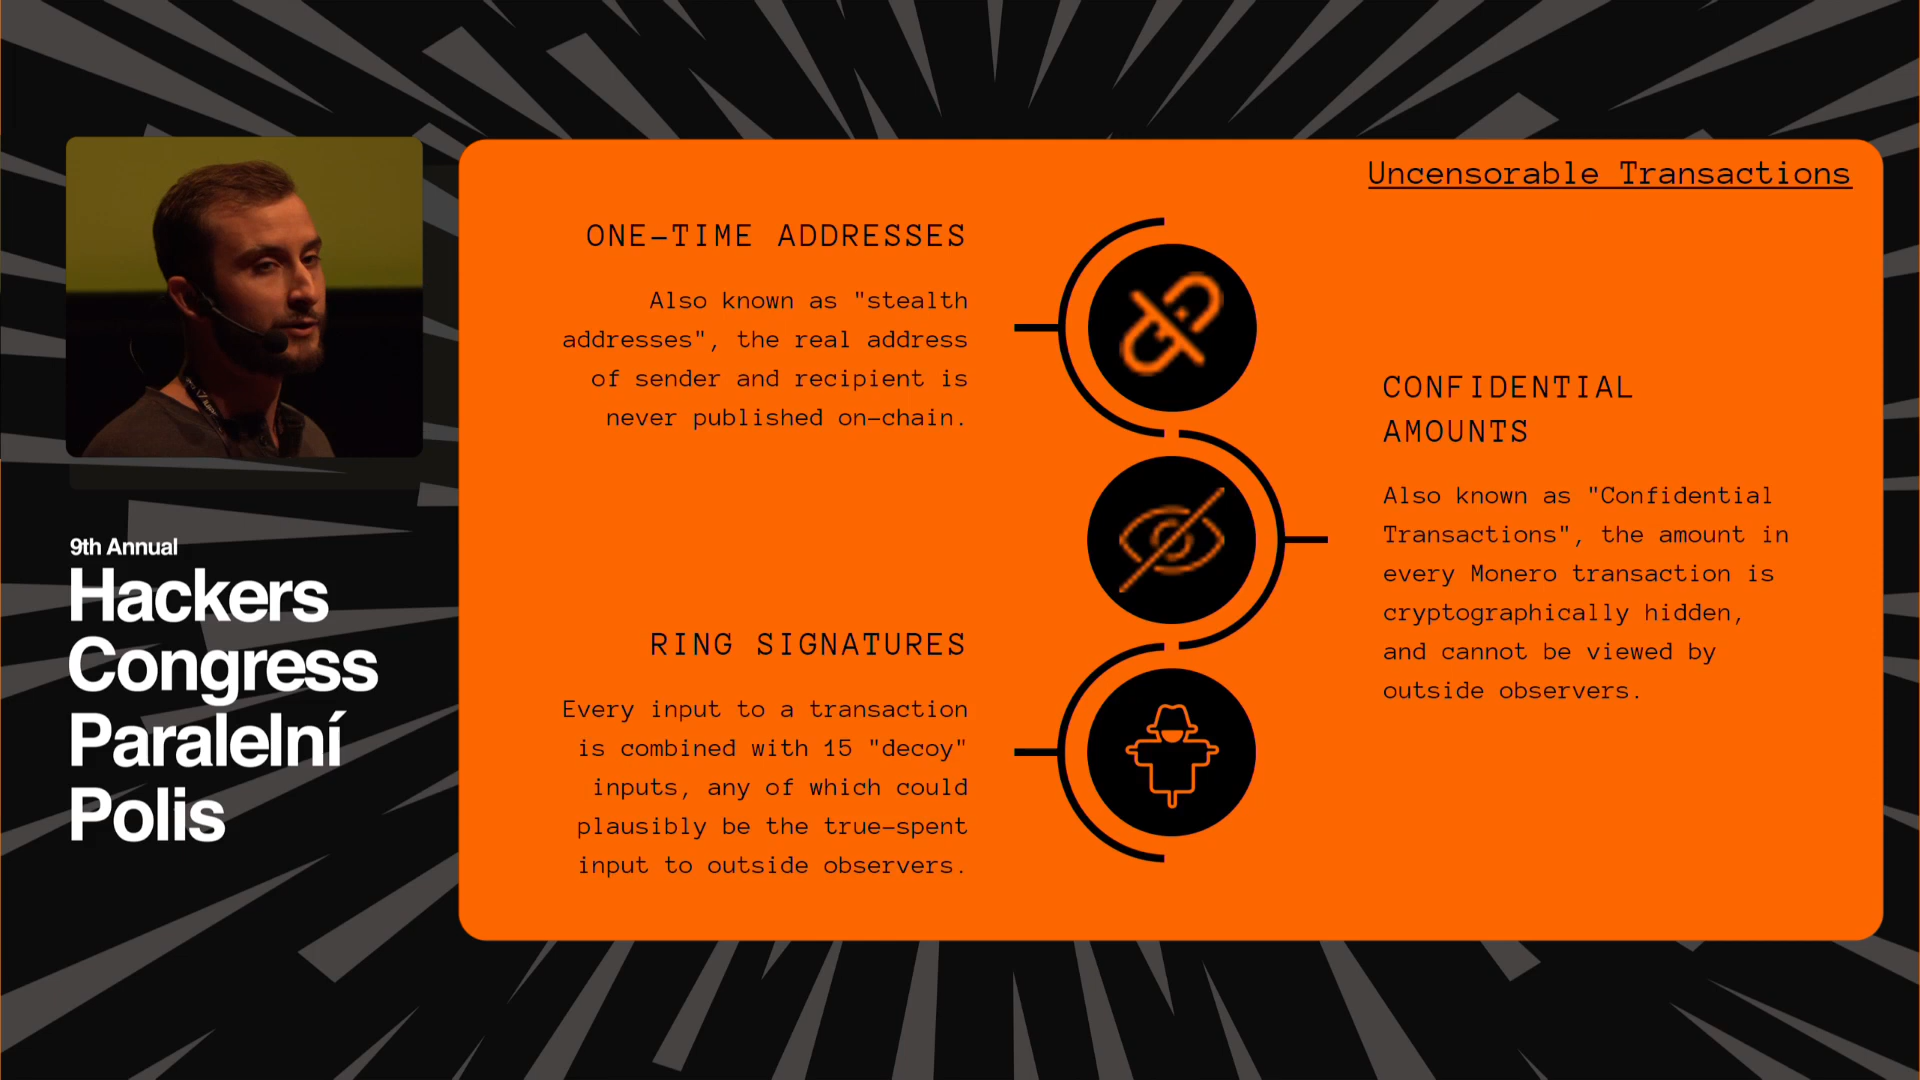 Uncensorable Transactions
ONE-TIME ADDRESSES
Also known as "stealth
addresses", the real address
of sender and recipient is
never published on-chain.
CONFIDENTIAL
AMOUNTS
Also known as "Confidential
Transactions", the amount in
every Monero transaction is
cryptographically hidden,
and cannot be viewed by
outside observers.
RING SIGNATURES
Every input to a transaction
is combined with 15 "decoy"
inputs, any of which could
plausibly be the true-spent
input to outside observers.
9th Annual
Hackers
Congress
Paralelní
Polis